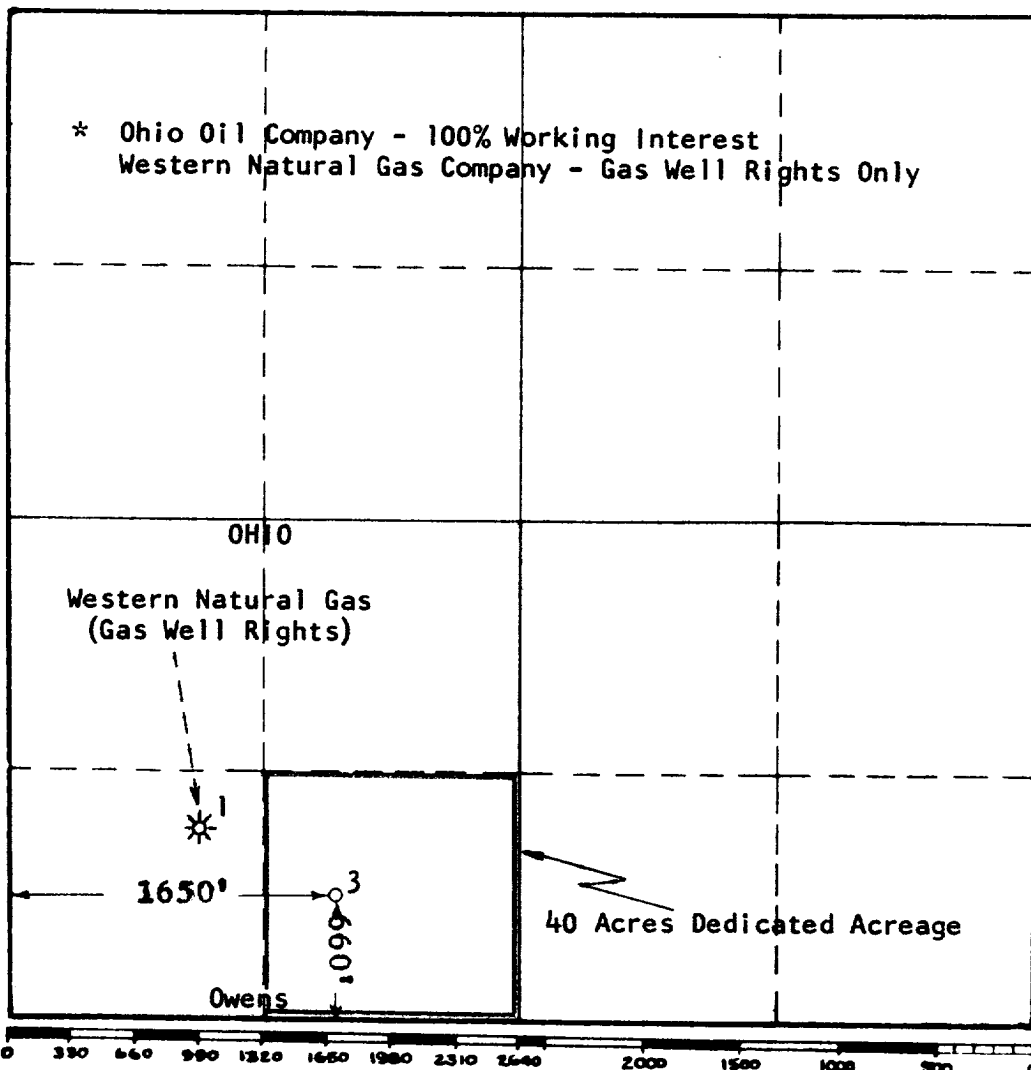 * Ohio Oil Company - 100% Working Interest
Western Natural Gas Company - Gas Well Rights Only
OHIO
Western Natural Gas
(Gas Well Rights)
1
1650'
3
660'
40 Acres Dedicated Acreage
Owens
0 330 660 990 1320 1650 1980 2310 2640 2000 1500 1000 500